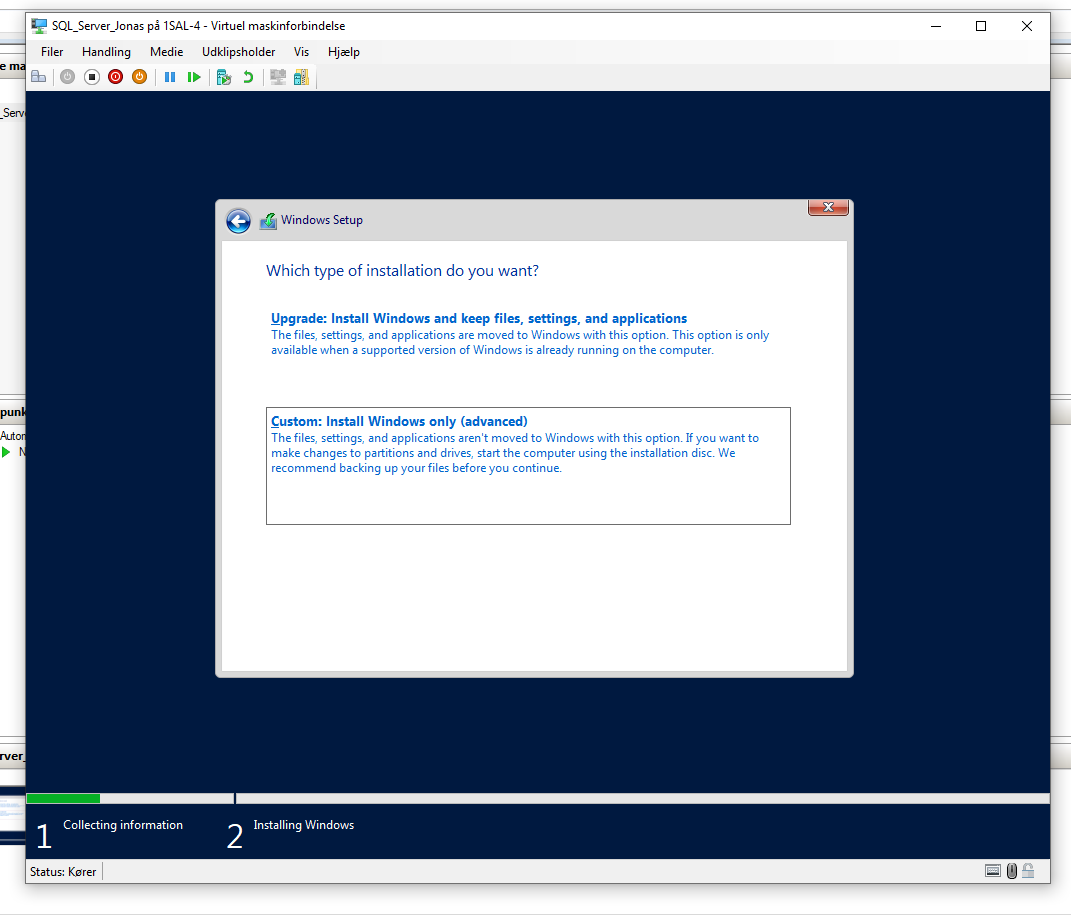 SQL_Server_Jonas på 1SAL-4 - Virtuel maskinforbindelse
Filer Handling Medie Udklipsholder Vis Hjælp
e ma
_Serv
Windows Setup
Which type of installation do you want?
Upgrade: Install Windows and keep files, settings, and applications
The files, settings, and applications are moved to Windows with this option. This option is only
available when a supported version of Windows is already running on the computer.
punk
Custom: Install Windows only (advanced)
Autom
The files, settings, and applications aren't moved to Windows with this option. If you want to
N
make changes to partitions and drives, start the computer using the installation disc. We
recommend backing up your files before you continue.
rver_
1 Collecting information 2 Installing Windows
Status: Kører